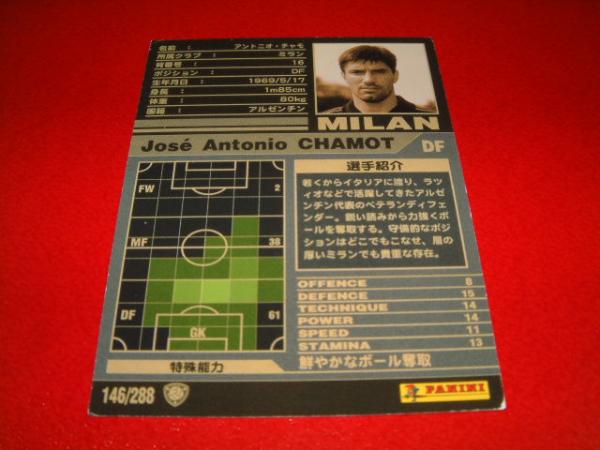 名前 : アントニオ・チャモ
所属クラブ : ミラン
背番号 : 16
ポジション : DF
生年月日 : 1969/5/17
身長 : 1m85cm
体重 : 80kg
国籍 : アルゼンチン
MILAN
José Antonio CHAMOT DF
FW 2
MF 38
DF 61
GK
選手紹介
若くからイタリアに渡り、ラツ
ィオなどで活躍してきたアルゼ
ンチン代表のベテランディフェ
ンダー。鋭い読みから力強くボー
ルを奪取する。守備的なポジ
ションはどこでもこなせ、層の
厚いミランでも貴重な存在。
OFFENCE 8
DEFENCE 15
TECHNIQUE 14
POWER 14
SPEED 11
STAMINA 13
特殊能力 鮮やかなボール奪取
146/288
PANINI